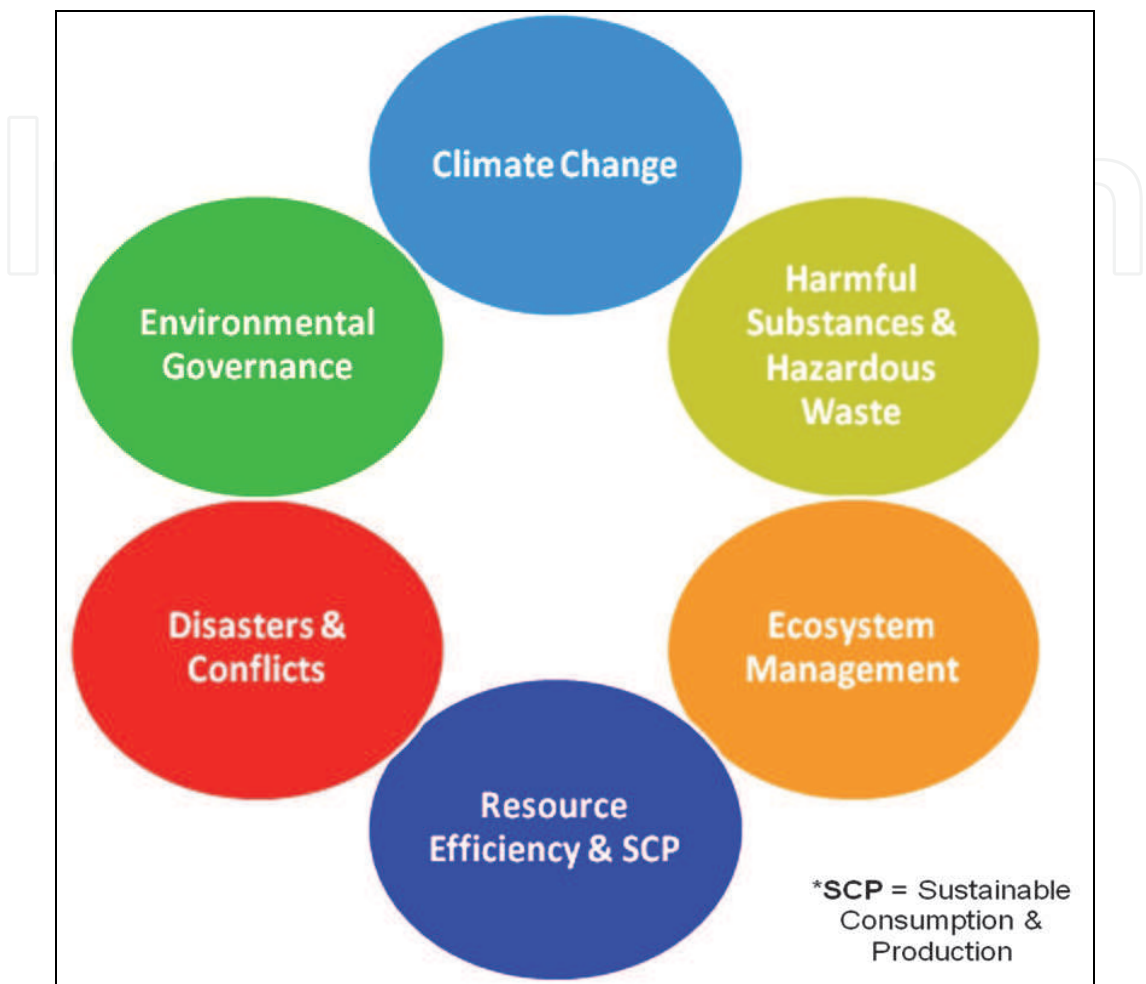 Climate Change
Harmful
Substances &
Hazardous
Waste
Environmental
Governance
Ecosystem
Management
Disasters &
Conflicts
Resource
Efficiency & SCP
*SCP = Sustainable
Consumption &
Production